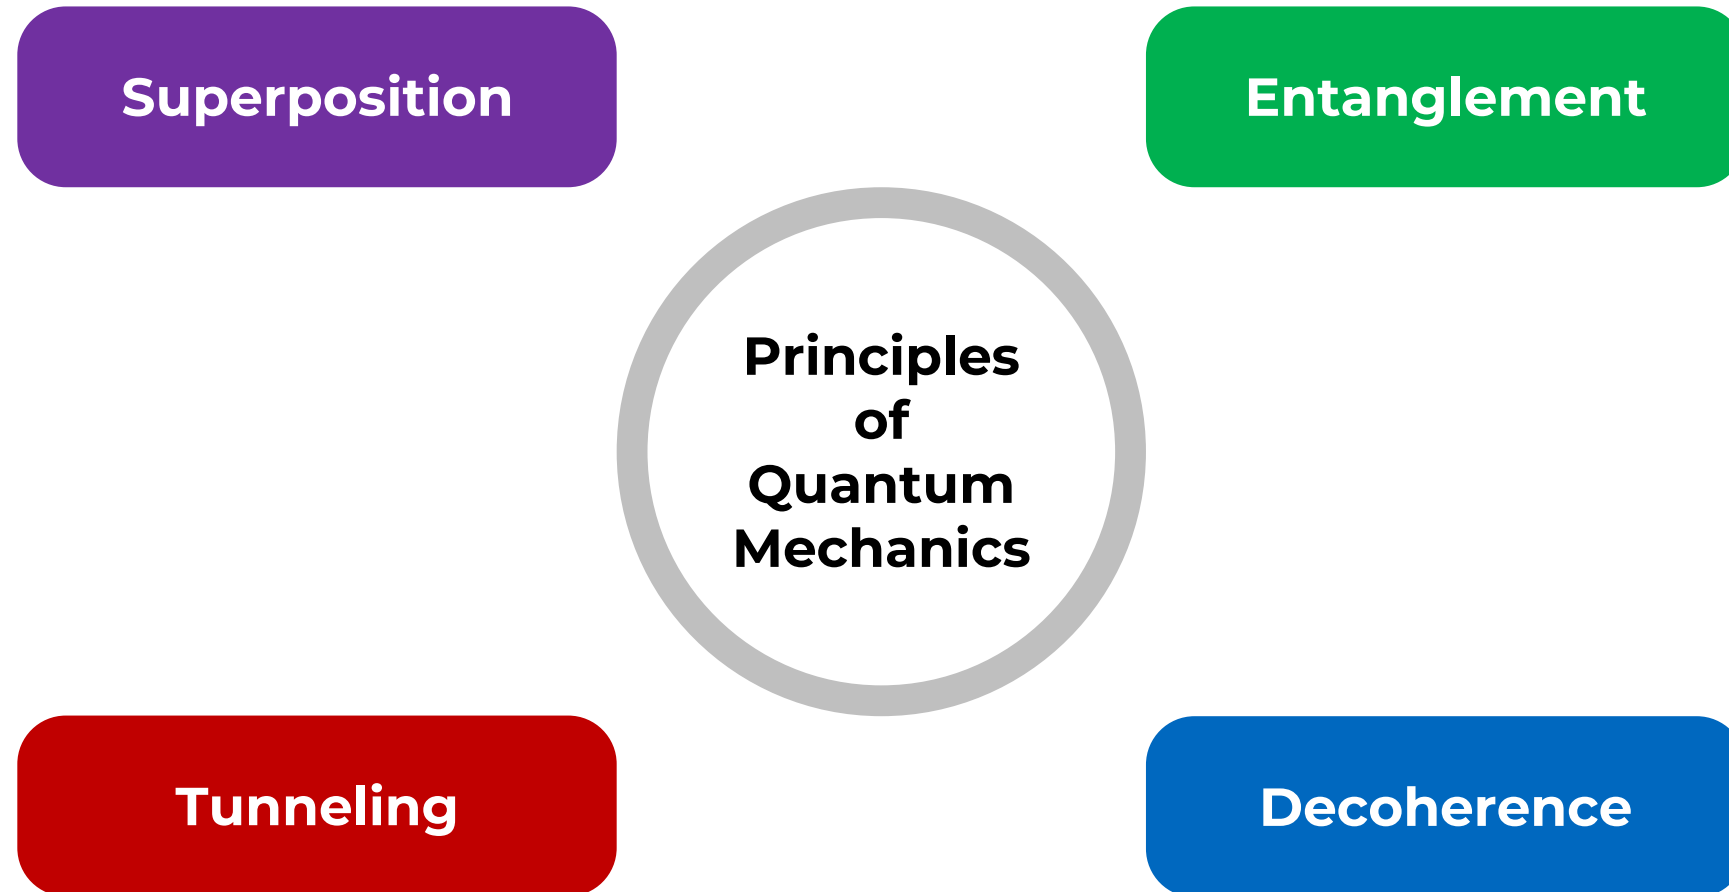 Superposition
Entanglement
Principles
of
Quantum
Mechanics
Tunneling
Decoherence